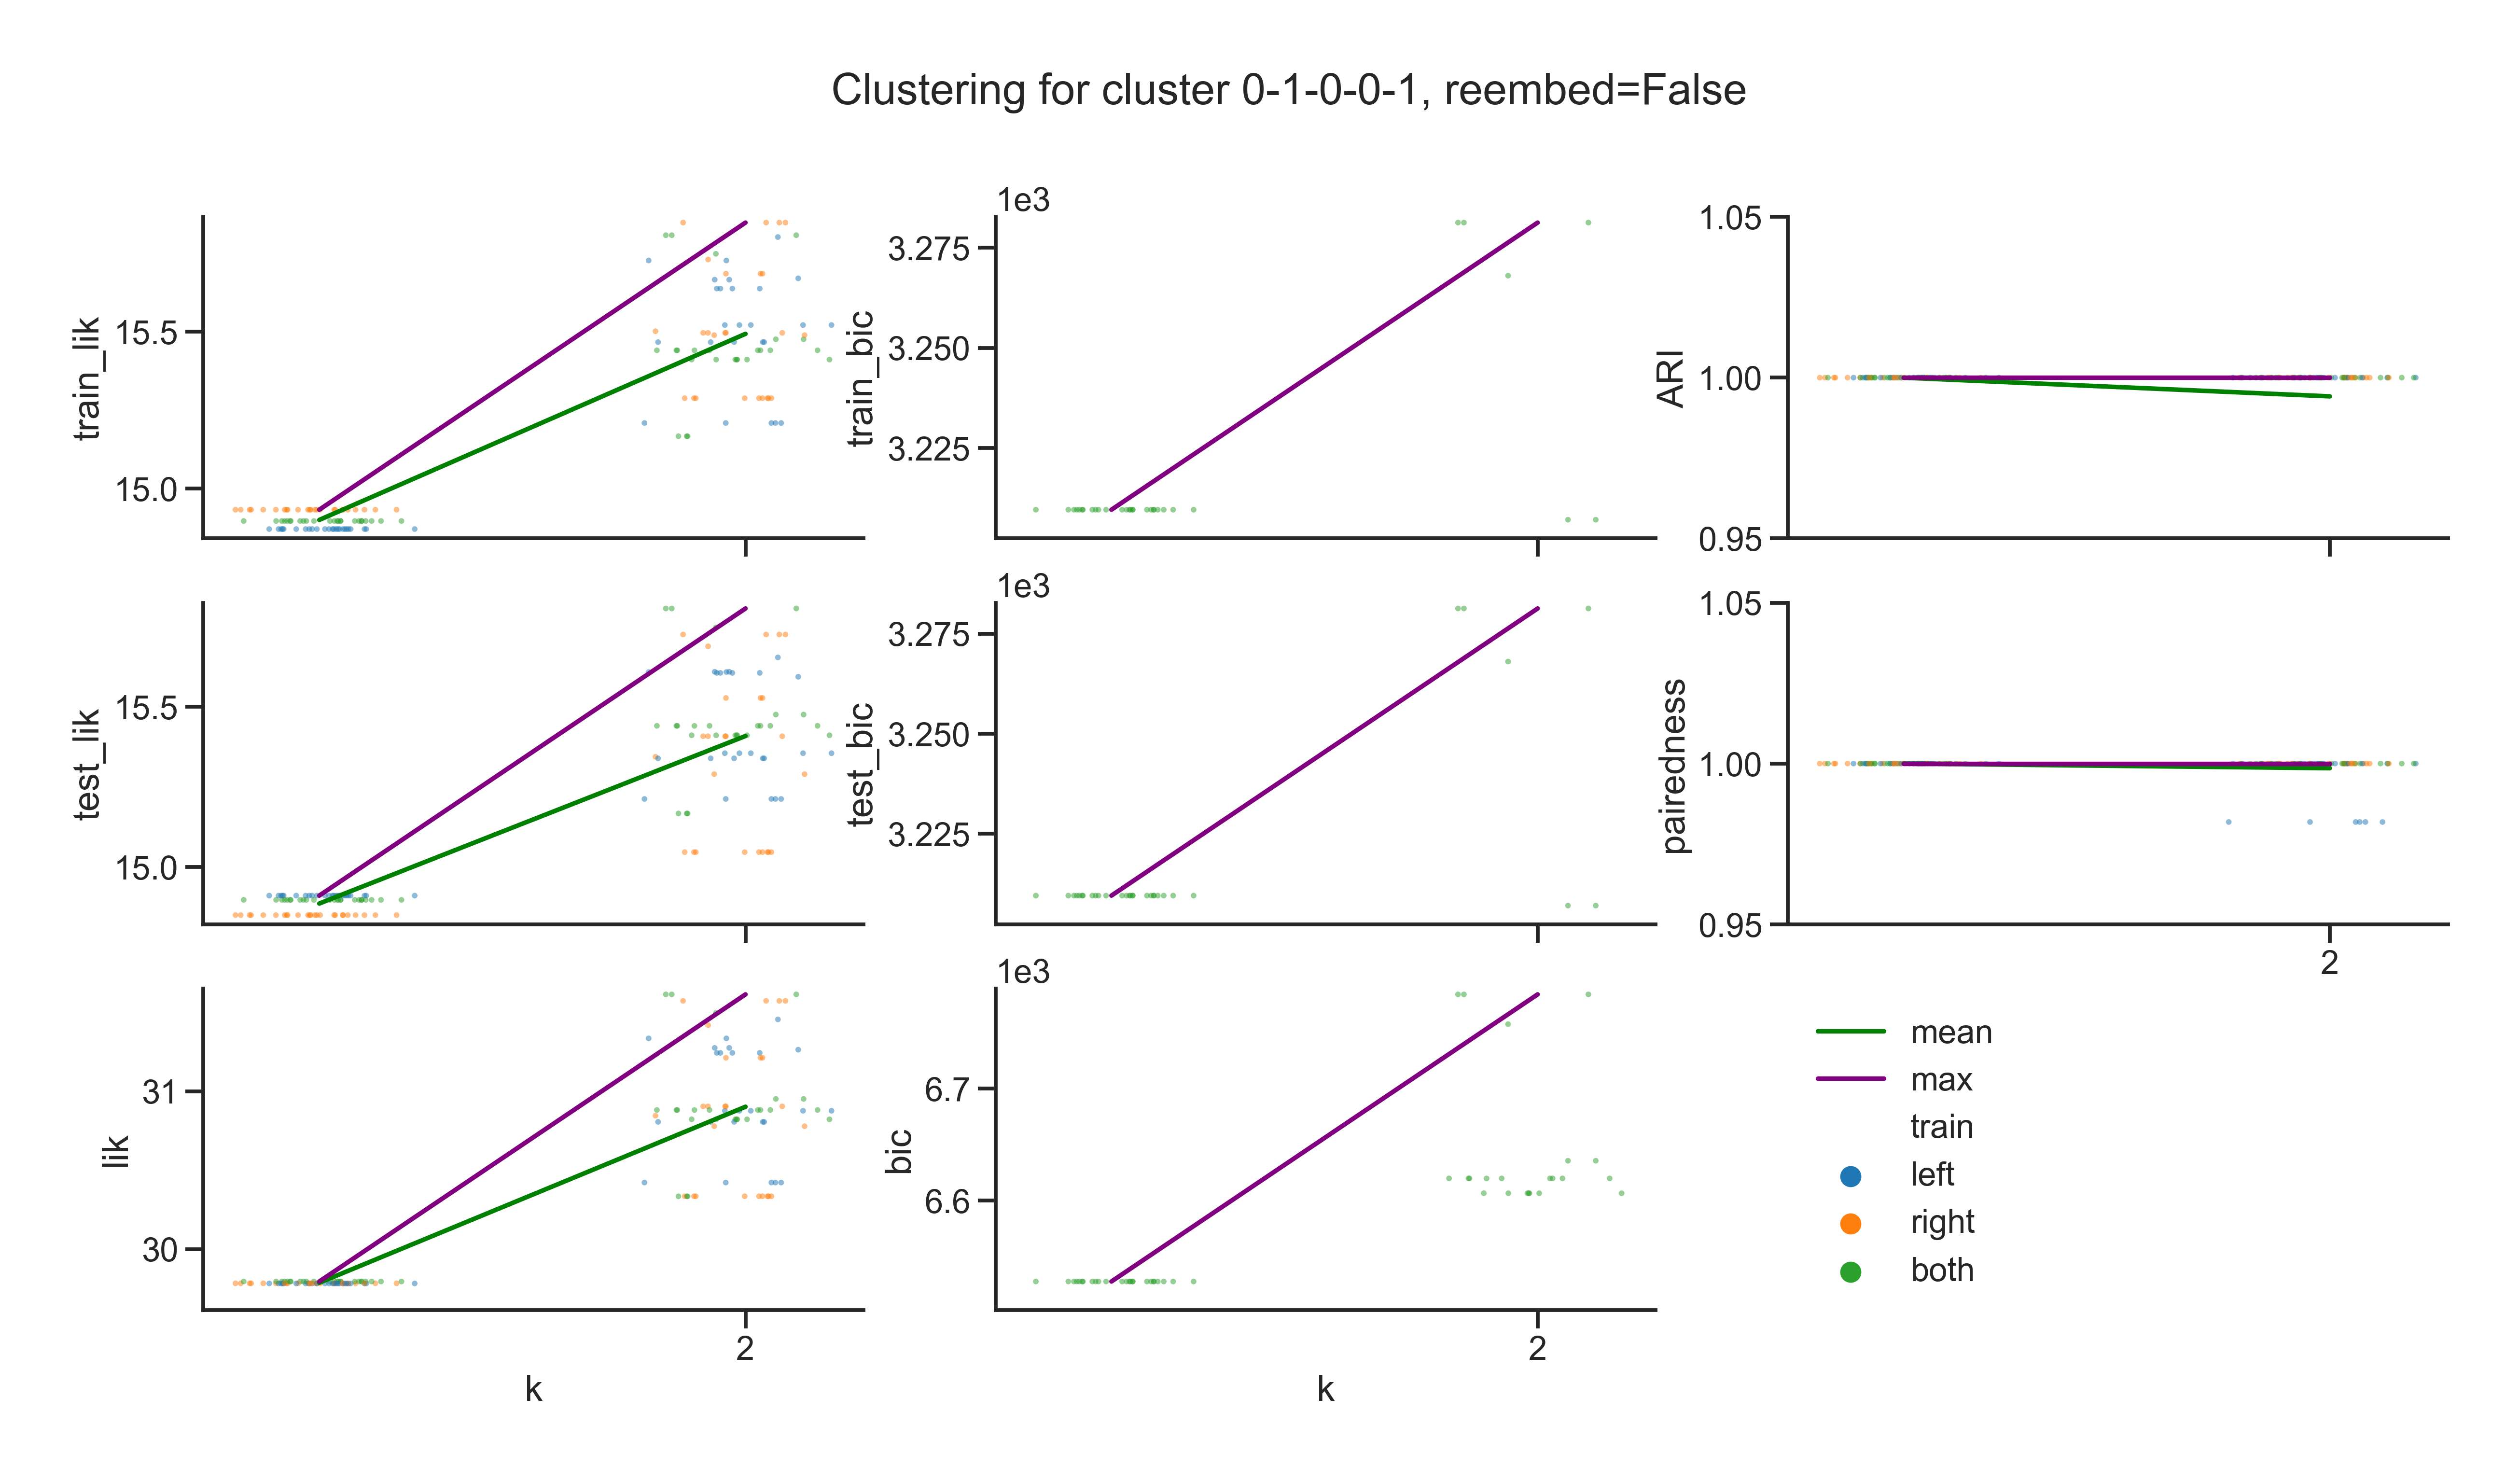 Clustering for cluster 0-1-0-0-1, reembed=False
train_lik
15.5
15.0
1e3
train_bic
3.275
3.250
3.225
ARI
1.05
1.00
0.95
test_lik
15.5
15.0
1e3
test_bic
3.275
3.250
3.225
pairedness
1.05
1.00
0.95
2
lik
31
30
2
k
1e3
bic
6.7
6.6
2
k
mean
max
train
left
right
both